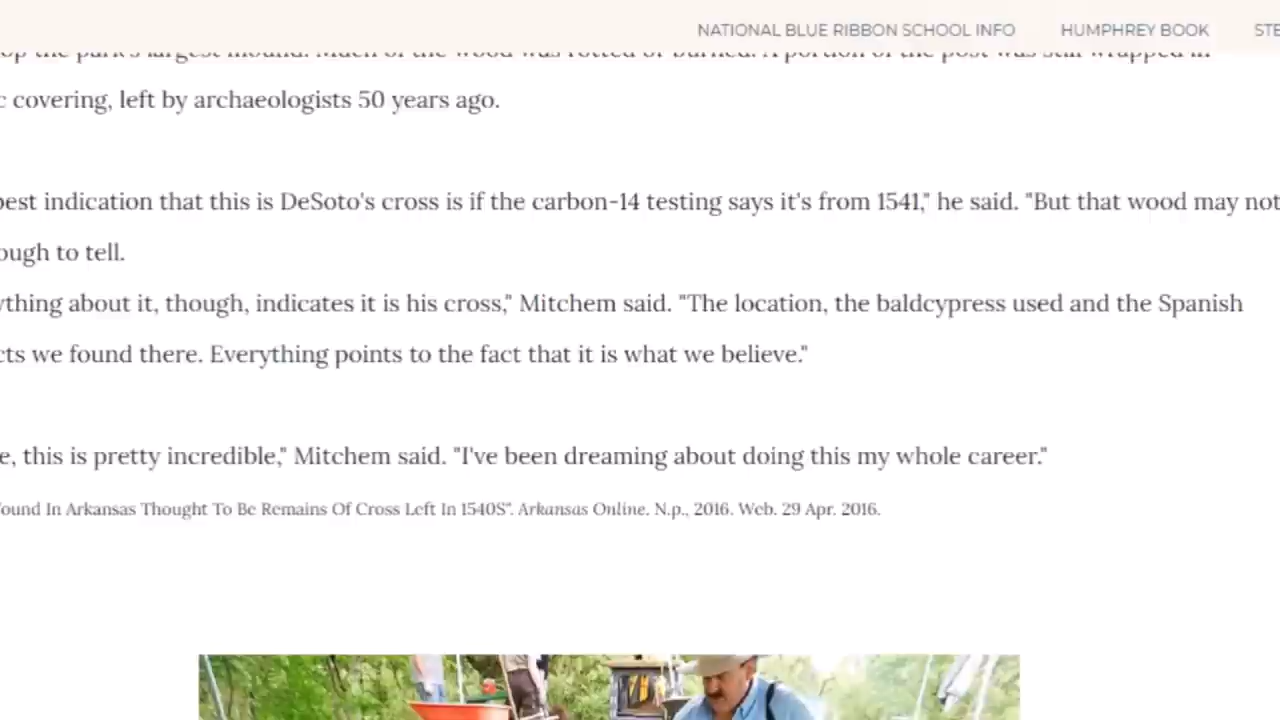 NATIONAL BLUE RIBBON SCHOOL INFO HUMPHREY BOOK
op the park's largest mound. Much of the wood was rotted or burned. A portion of the post was still wrapped in
c covering, left by archaeologists 50 years ago.
best indication that this is DeSoto's cross is if the carbon-14 testing says it's from 1541," he said. "But that wood may not
ough to tell.
ything about it, though, indicates it is his cross," Mitchem said. "The location, the baldcypress used and the Spanish
cts we found there. Everything points to the fact that it is what we believe."
e, this is pretty incredible," Mitchem said. "I've been dreaming about doing this my whole career."
ound In Arkansas Thought To Be Remains Of Cross Left In 1540S". Arkansas Online. N.p., 2016. Web. 29 Apr. 2016.